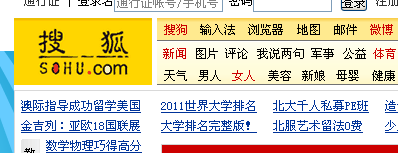 通行证 | 登录名 通行证帐号/手机号 密码 登录 注册
搜狐
SOHU.com
搜狗 输入法 浏览器 地图 邮件 微博
新闻 图片 评论 我说两句 军事 公益 体育
天气 男人 女人 美容 新娘 母婴 健康
澳际指导成功留学美国 2011世界大学排名 北大千人私募PE班
金吉列：亚欧18国联展 大学排名完整版！ 北服艺术留法0费
教 数学物理巧得高分